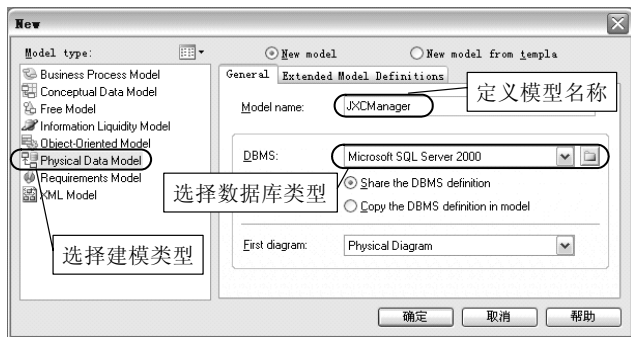 New
Model type:
New model
New model from templa
Business Process Model
Conceptual Data Model
Free Model
Information Liquidity Model
Object-Oriented Model
Physical Data Model
Requirements Model
XML Model
General
Extended Model Definitions
定义模型名称
Model name:
JXCManager
DBMS:
Microsoft SQL Server 2000
选择数据库类型
Share the DBMS definition
Copy the DBMS definition in model
选择建模类型
First diagram:
Physical Diagram
确定
取消
帮助